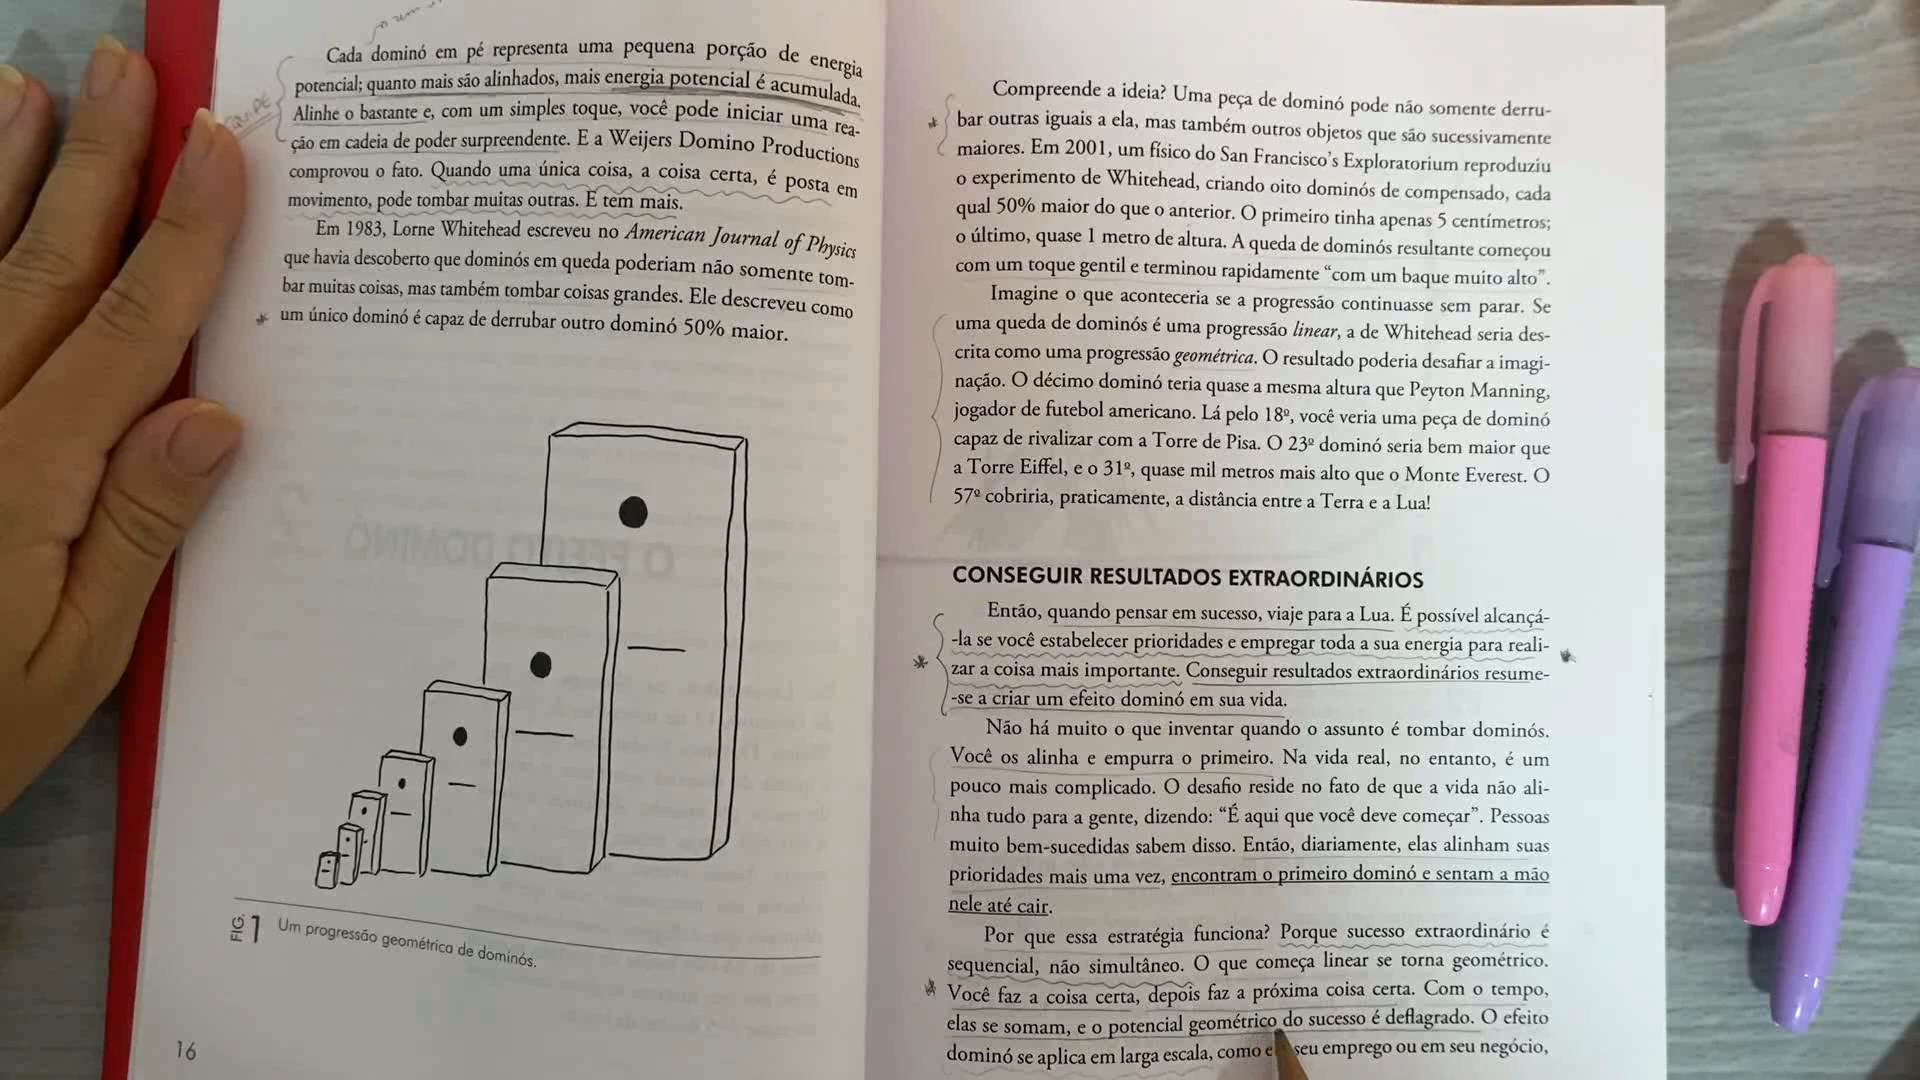 Cada dominó em pé representa uma pequena porção de energia
potencial; quanto mais são alinhados, mais energia potencial é acumulada.
Alinhe o bastante e, com um simples toque, você pode iniciar uma rea-
ção em cadeia de poder surpreendente. E a Weijers Domino Productions
comprovou o fato. Quando uma única coisa, a coisa certa, é posta em
movimento, pode tombar muitas outras. E tem mais.
Em 1983, Lorne Whitehead escreveu no American Journal of Physics
que havia descoberto que dominós em queda poderiam não somente tom-
bar muitas coisas, mas também tombar coisas grandes. Ele descreveu como
um único dominó é capaz de derrubar outro dominó 50% maior.
FIG. 1 Um progressão geométrica de dominós.
16
Compreende a ideia? Uma peça de dominó pode não somente derru-
bar outras iguais a ela, mas também outros objetos que são sucessivamente
maiores. Em 2001, um físico do San Francisco's Exploratorium reproduziu
o experimento de Whitehead, criando oito dominós de compensado, cada
qual 50% maior do que o anterior. O primeiro tinha apenas 5 centímetros;
o último, quase 1 metro de altura. A queda de dominós resultante começou
com um toque gentil e terminou rapidamente “com um baque muito alto”.
Imagine o que aconteceria se a progressão continuasse sem parar. Se
uma queda de dominós é uma progressão linear, a de Whitehead seria des-
crita como uma progressão geométrica. O resultado poderia desafiar a imagi-
nação. O décimo dominó teria quase a mesma altura que Peyton Manning,
jogador de futebol americano. Lá pelo 18º, você veria uma peça de dominó
capaz de rivalizar com a Torre de Pisa. O 23º dominó seria bem maior que
a Torre Eiffel, e o 31º, quase mil metros mais alto que o Monte Everest. O
57º cobriria, praticamente, a distância entre a Terra e a Lua!
CONSEGUIR RESULTADOS EXTRAORDINÁRIOS
Então, quando pensar em sucesso, viaje para a Lua. É possível alcançá-
-la se você estabelecer prioridades e empregar toda a sua energia para reali-
zar a coisa mais importante. Conseguir resultados extraordinários resume-
-se a criar um efeito dominó em sua vida.
Não há muito o que inventar quando o assunto é tombar dominós.
Você os alinha e empurra o primeiro. Na vida real, no entanto, é um
pouco mais complicado. O desafio reside no fato de que a vida não ali-
nha tudo para a gente, dizendo: “É aqui que você deve começar”. Pessoas
muito bem-sucedidas sabem disso. Então, diariamente, elas alinham suas
prioridades mais uma vez, encontram o primeiro dominó e sentam a mão
nele até cair.
Por que essa estratégia funciona? Porque sucesso extraordinário é
sequencial, não simultâneo. O que começa linear se torna geométrico.
Você faz a coisa certa, depois faz a próxima coisa certa. Com o tempo,
elas se somam, e o potencial geométrico do sucesso é deflagrado. O efeito
dominó se aplica em larga escala, como seu emprego ou em seu negócio,